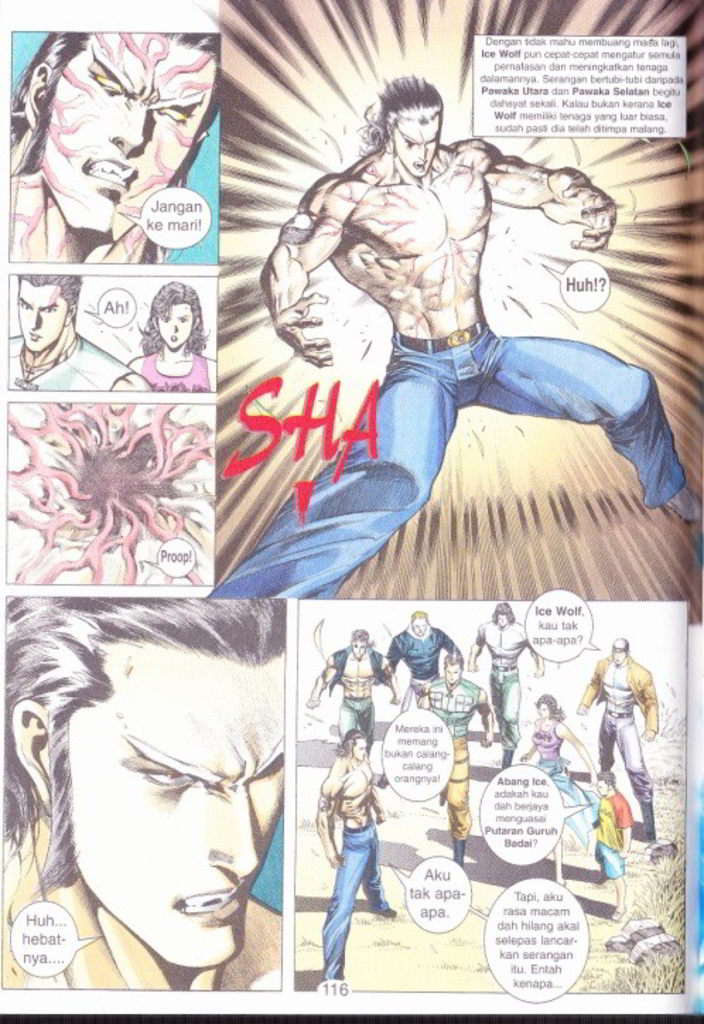 Dengan tidak mahu membuang masa lagi,
Ice Wolf pun cepat-cepat mengatur semula
pernafasan dan meningkatkan tenaga
dalamannya. Serangan bertubi-tubi daripada
Pawaka Utara dan Pawaka Selatan begitu
dahsyat sekali. Kalau bukan kerana Ice
Wolf memiliki tenaga yang luar biasa,
sudah pasti dia telah ditimpa malang.
Jangan
ke mari!
Huh!?
Ah!
SHA
Proop!
Huh...
hebat-
nya....
Ice Wolf,
kau tak
apa-apa?
Mereka ini
memang
bukan calang-
calang
orangnya!
Abang Ice,
adakah kau
dah berjaya
menguasai
Putaran Guruh
Badai?
Aku
tak apa-
apa.
Tapi, aku
rasa macam
dah hilang akal
selepas lancar-
kan serangan
itu. Entah
kenapa...
116